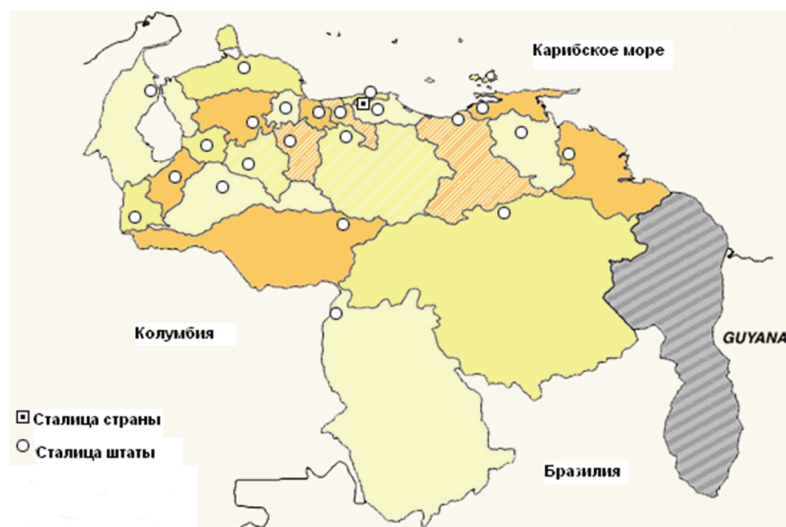 Карибское море
Колумбия
GUYANA
Сталица страны
Сталица штаты
Бразилия